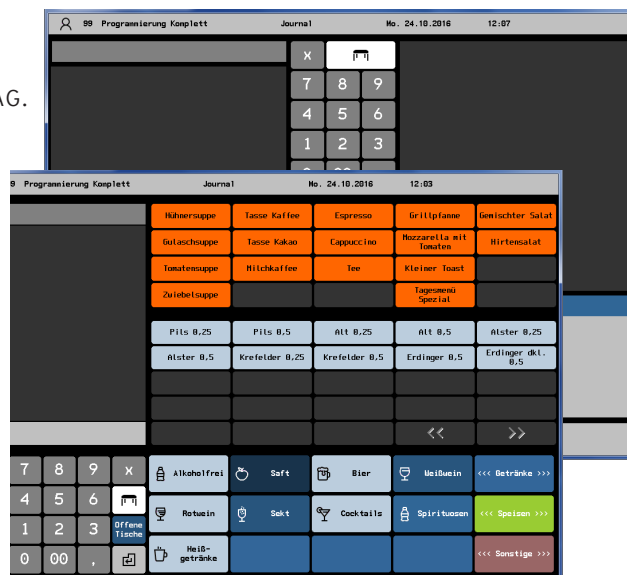 99 Programmierung Komplett Journal Mo. 24.10.2016 12:07
AG.
X
7 8 9
4 5 6
1 2 3
9 Programmierung Komplett Journal Mo. 24.10.2016 12:03
Hühnersuppe Tasse Kaffee Espresso Grillpfanne Gemischter Salat
Gulaschsuppe Tasse Kakao Cappuccino Mozzarella mit Tomaten Hirtensalat
Tomatensuppe Milchkaffee Tee Kleiner Toast
Zwiebelsuppe Tagesmenü Spezial
Pils 0,25 Pils 0,5 Alt 0,25 Alt 0,5 Alster 0,25
Alster 0,5 Krefelder 0,25 Krefelder 0,5 Erdinger 0,5 Erdinger dkl. 0,5
<< >>
7 8 9 X Alkoholfrei Saft Bier Weißwein <<< Getränke >>>
4 5 6 Rotwein Sekt Cocktails Spirituosen <<< Speisen >>>
1 2 3 Offene Tische
0 00 , Heiß-
getränke <<< Sonstige >>>